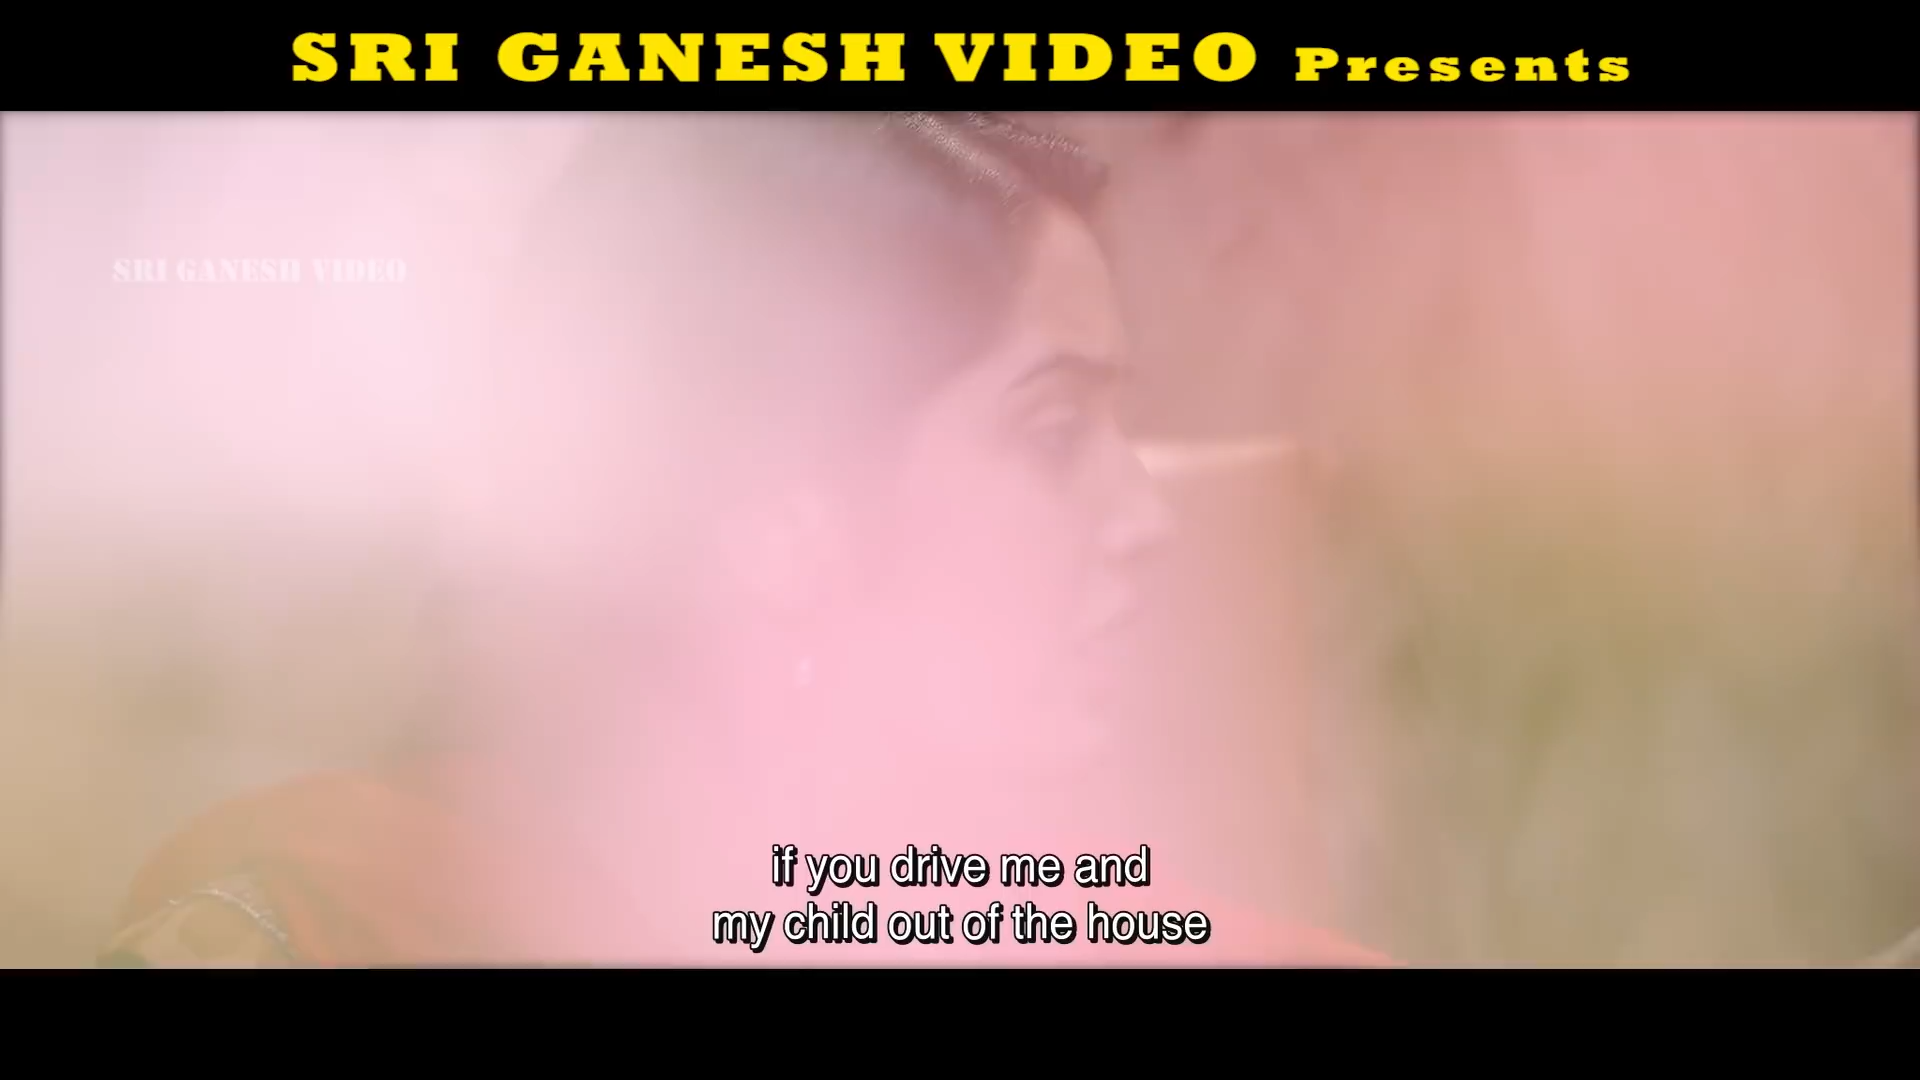 SRI GANESH VIDEO Presents
SRI GANESH VIDEO
if you drive me and
my child out of the house